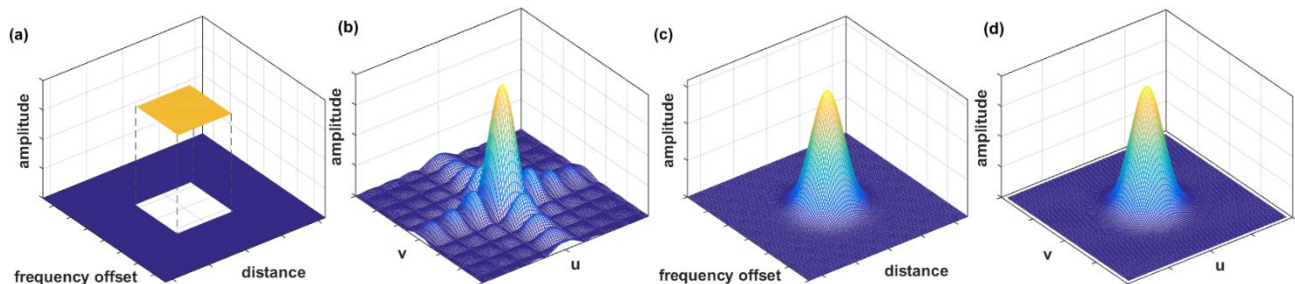 (a)
amplitude
frequency offset
distance
(b)
amplitude
v
u
(c)
amplitude
frequency offset
distance
(d)
amplitude
v
u